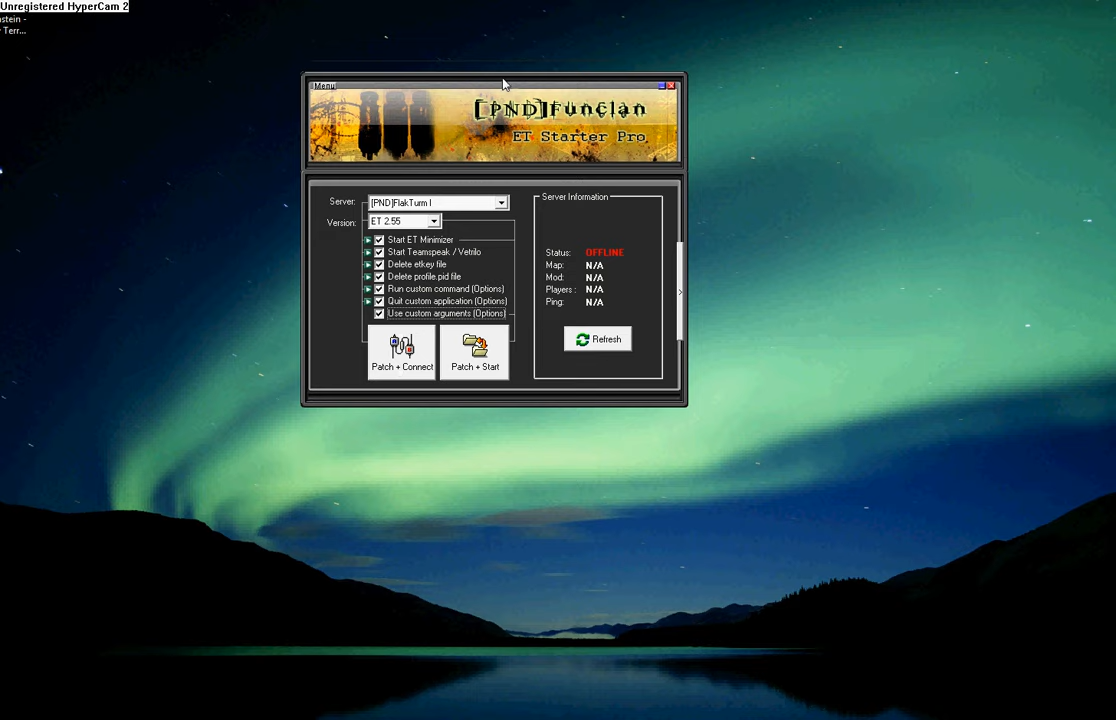 Unregistered HyperCam 2
nstein -
Terr...
Menu
[PND]FunClan
ET Starter Pro
Server:
[PND]FlakTurm I
Version:
ET 2.55
Start ET Minimizer
Start Teamspeak / Vetrilo
Delete etkey file
Delete profile.pid file
Run custom command (Options)
Quit custom application (Options)
Use custom arguments (Options)
Patch + Connect
Patch + Start
Server Information
Status: OFFLINE
Map: N/A
Mod: N/A
Players : N/A
Ping: N/A
Refresh